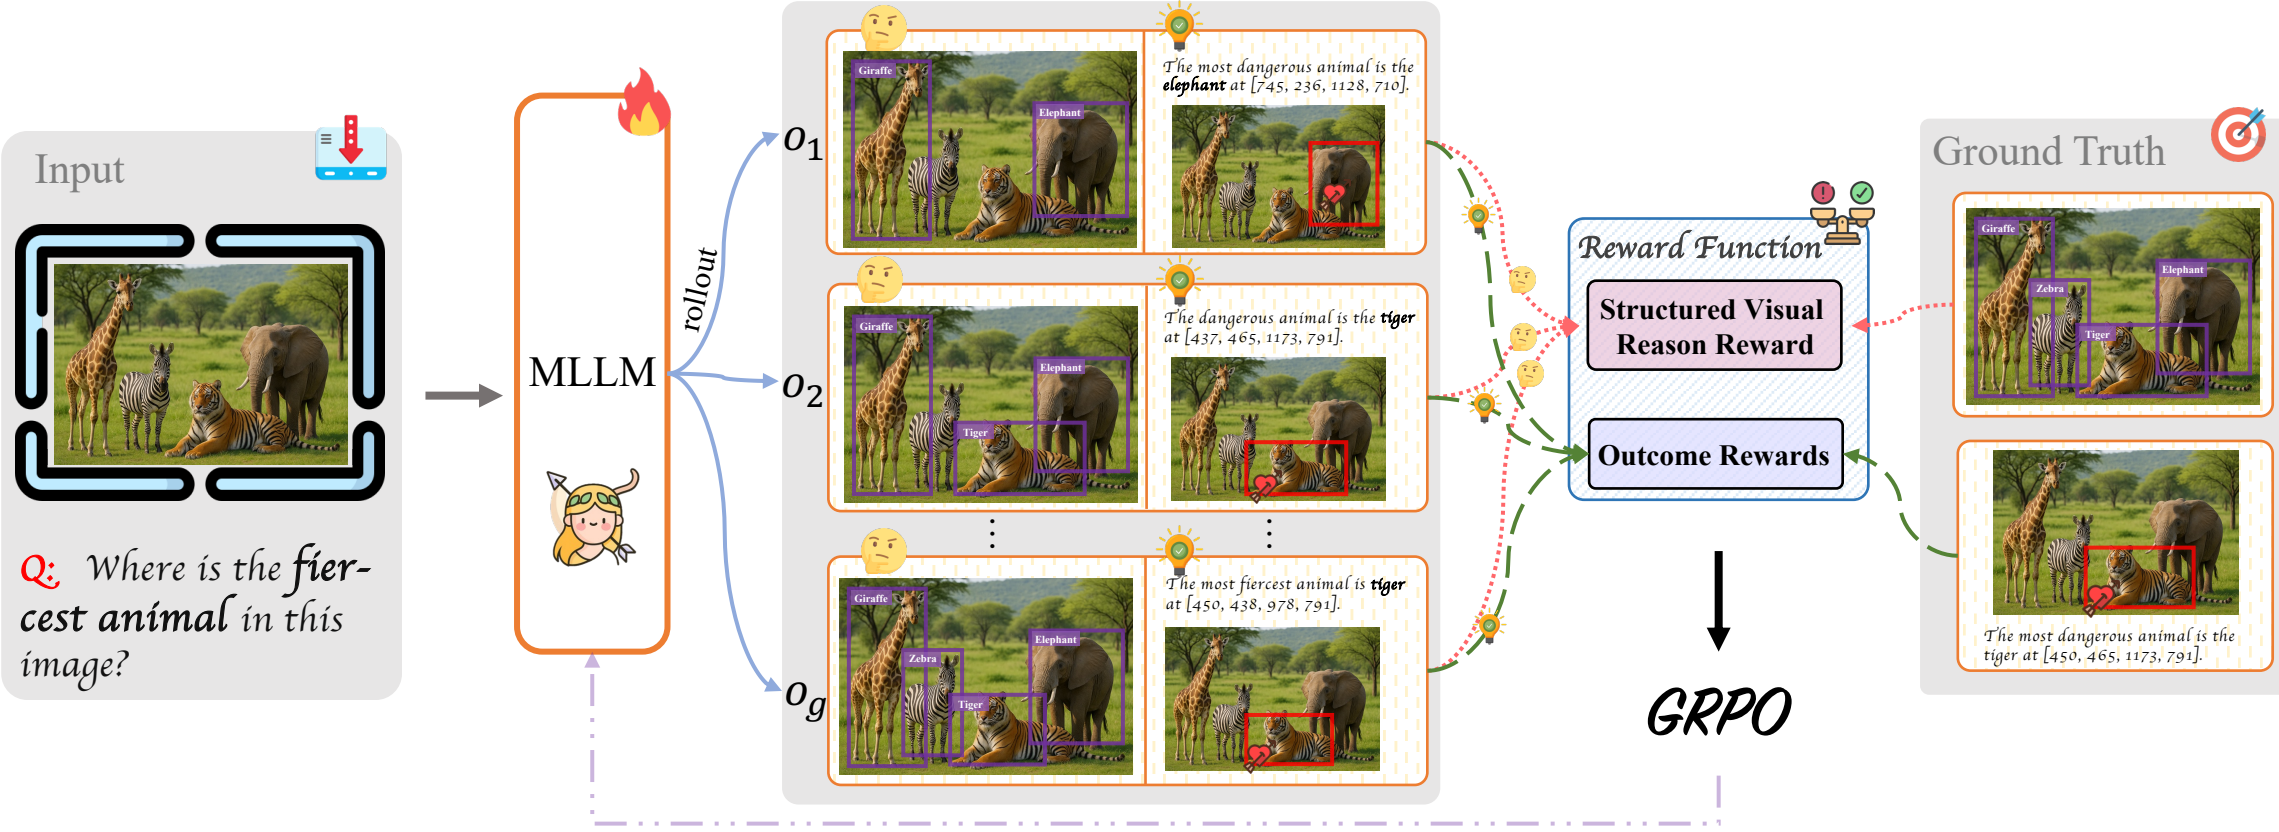 Input
Q: Where is the fier-
cest animal in this
image?
MLLM
rollout
o1
o2
og
Giraffe
Elephant
The most dangerous animal is the
elephant at [745, 236, 1128, 710].
Giraffe
Elephant
Tiger
The dangerous animal is the tiger
at [437, 465, 1173, 791].
Giraffe
Elephant
Zebra
Tiger
The most fiercest animal is tiger
at [450, 438, 978, 791].
Reward Function
Structured Visual
Reason Reward
Outcome Rewards
GRPO
Ground Truth
Giraffe
Elephant
Zebra
Tiger
The most dangerous animal is the
tiger at [450, 465, 1173, 791].